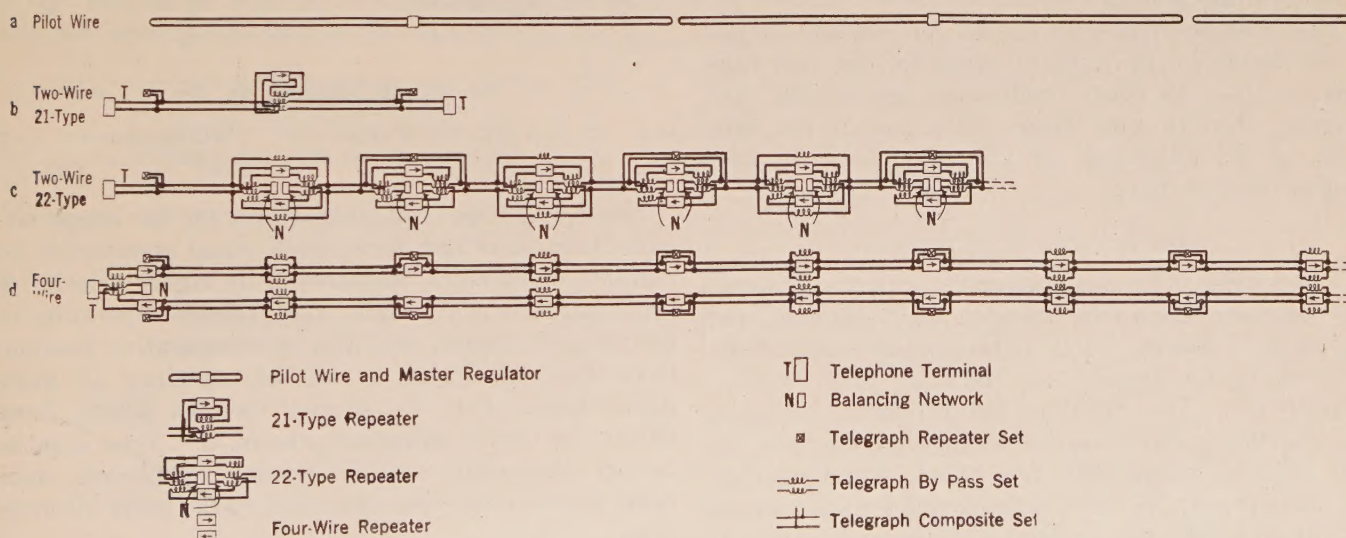 a Pilot Wire
b Two-Wire
21-Type
T
T
c Two-Wire
22-Type
T
N N N N N N
d Four-
Wire
N
T
Pilot Wire and Master Regulator
21-Type Repeater
22-Type Repeater
N
Four-Wire Repeater
T Telephone Terminal
N Balancing Network
Telegraph Repeater Set
Telegraph By Pass Set
Telegraph Composite Set